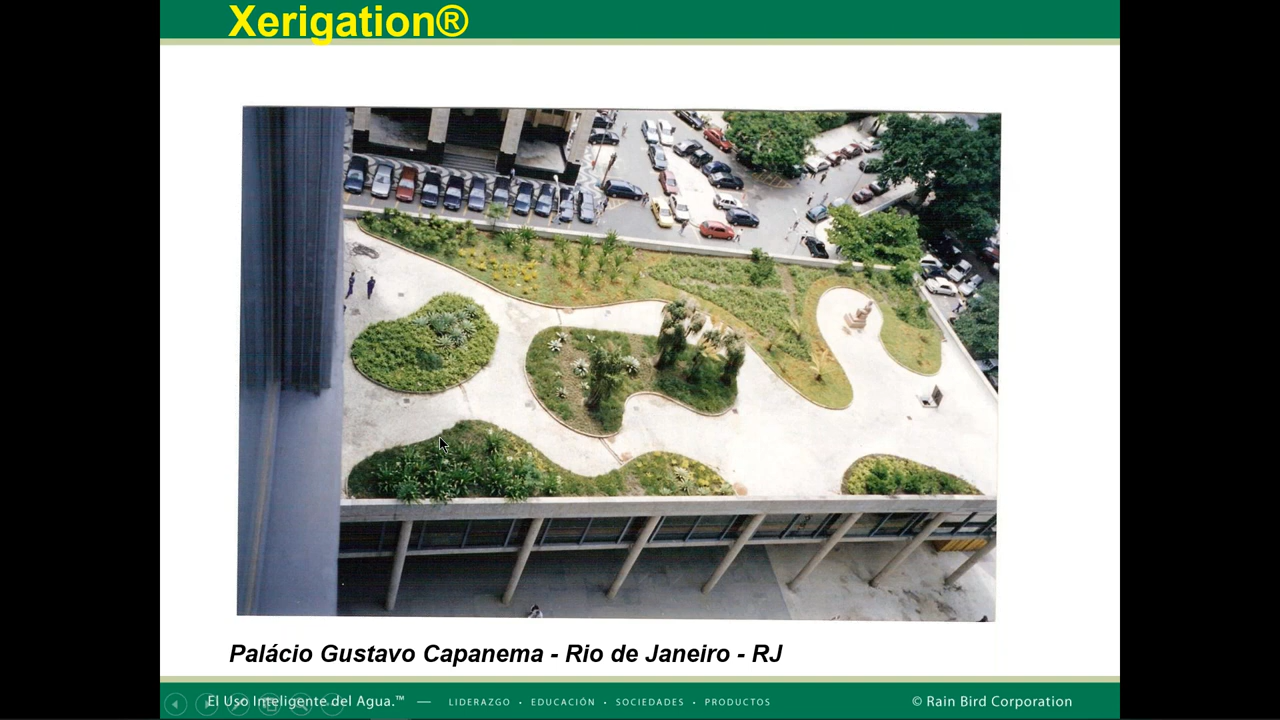 Xerigation®
Palácio Gustavo Capanema - Rio de Janeiro - RJ
El Uso Inteligente del Agua.™ — LIDERAZGO • EDUCACIÓN • SOCIEDADES • PRODUCTOS © Rain Bird Corporation